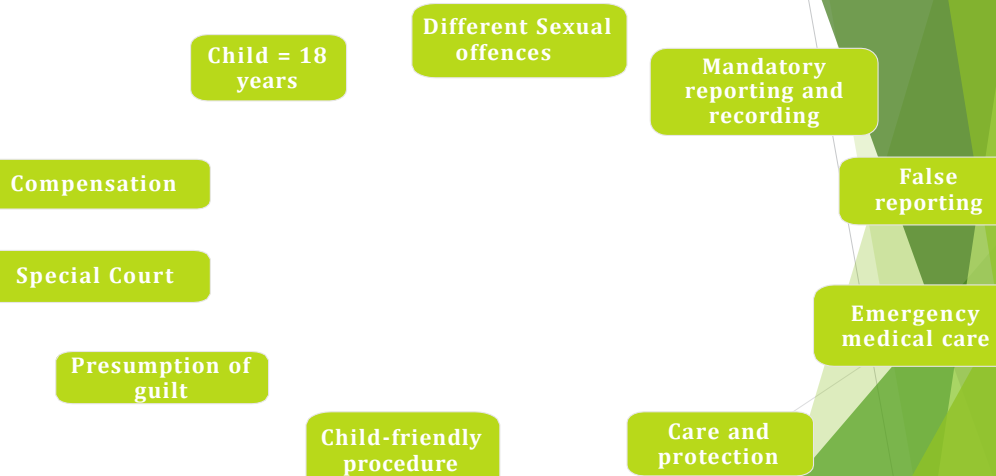 Different Sexual
offences
Child = 18
years
Mandatory
reporting and
recording
False
reporting
Compensation
Special Court
Emergency
medical care
Presumption of
guilt
Child-friendly
procedure
Care and
protection